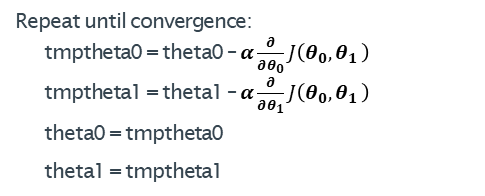 Repeat until convergence:
tmptheta0 = theta0 - α ∂/∂θ₀ J(θ₀, θ₁)
tmptheta1 = theta1 - α ∂/∂θ₁ J(θ₀, θ₁)
theta0 = tmptheta0
theta1 = tmptheta1